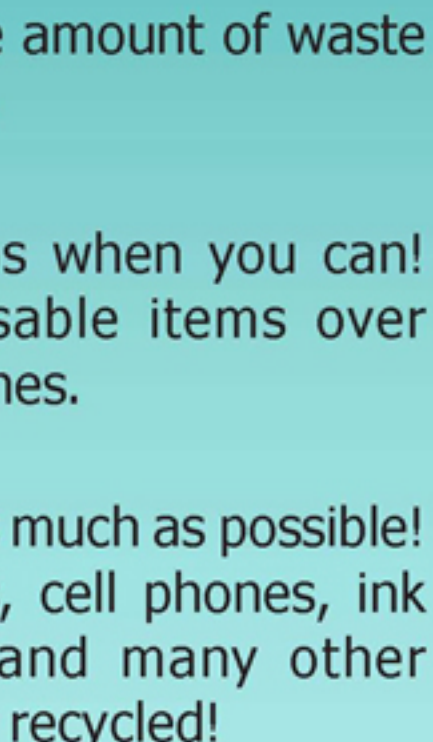 amount of waste
s when you can!
sable items over
nes.
much as possible!
, cell phones, ink
and many other
recycled!